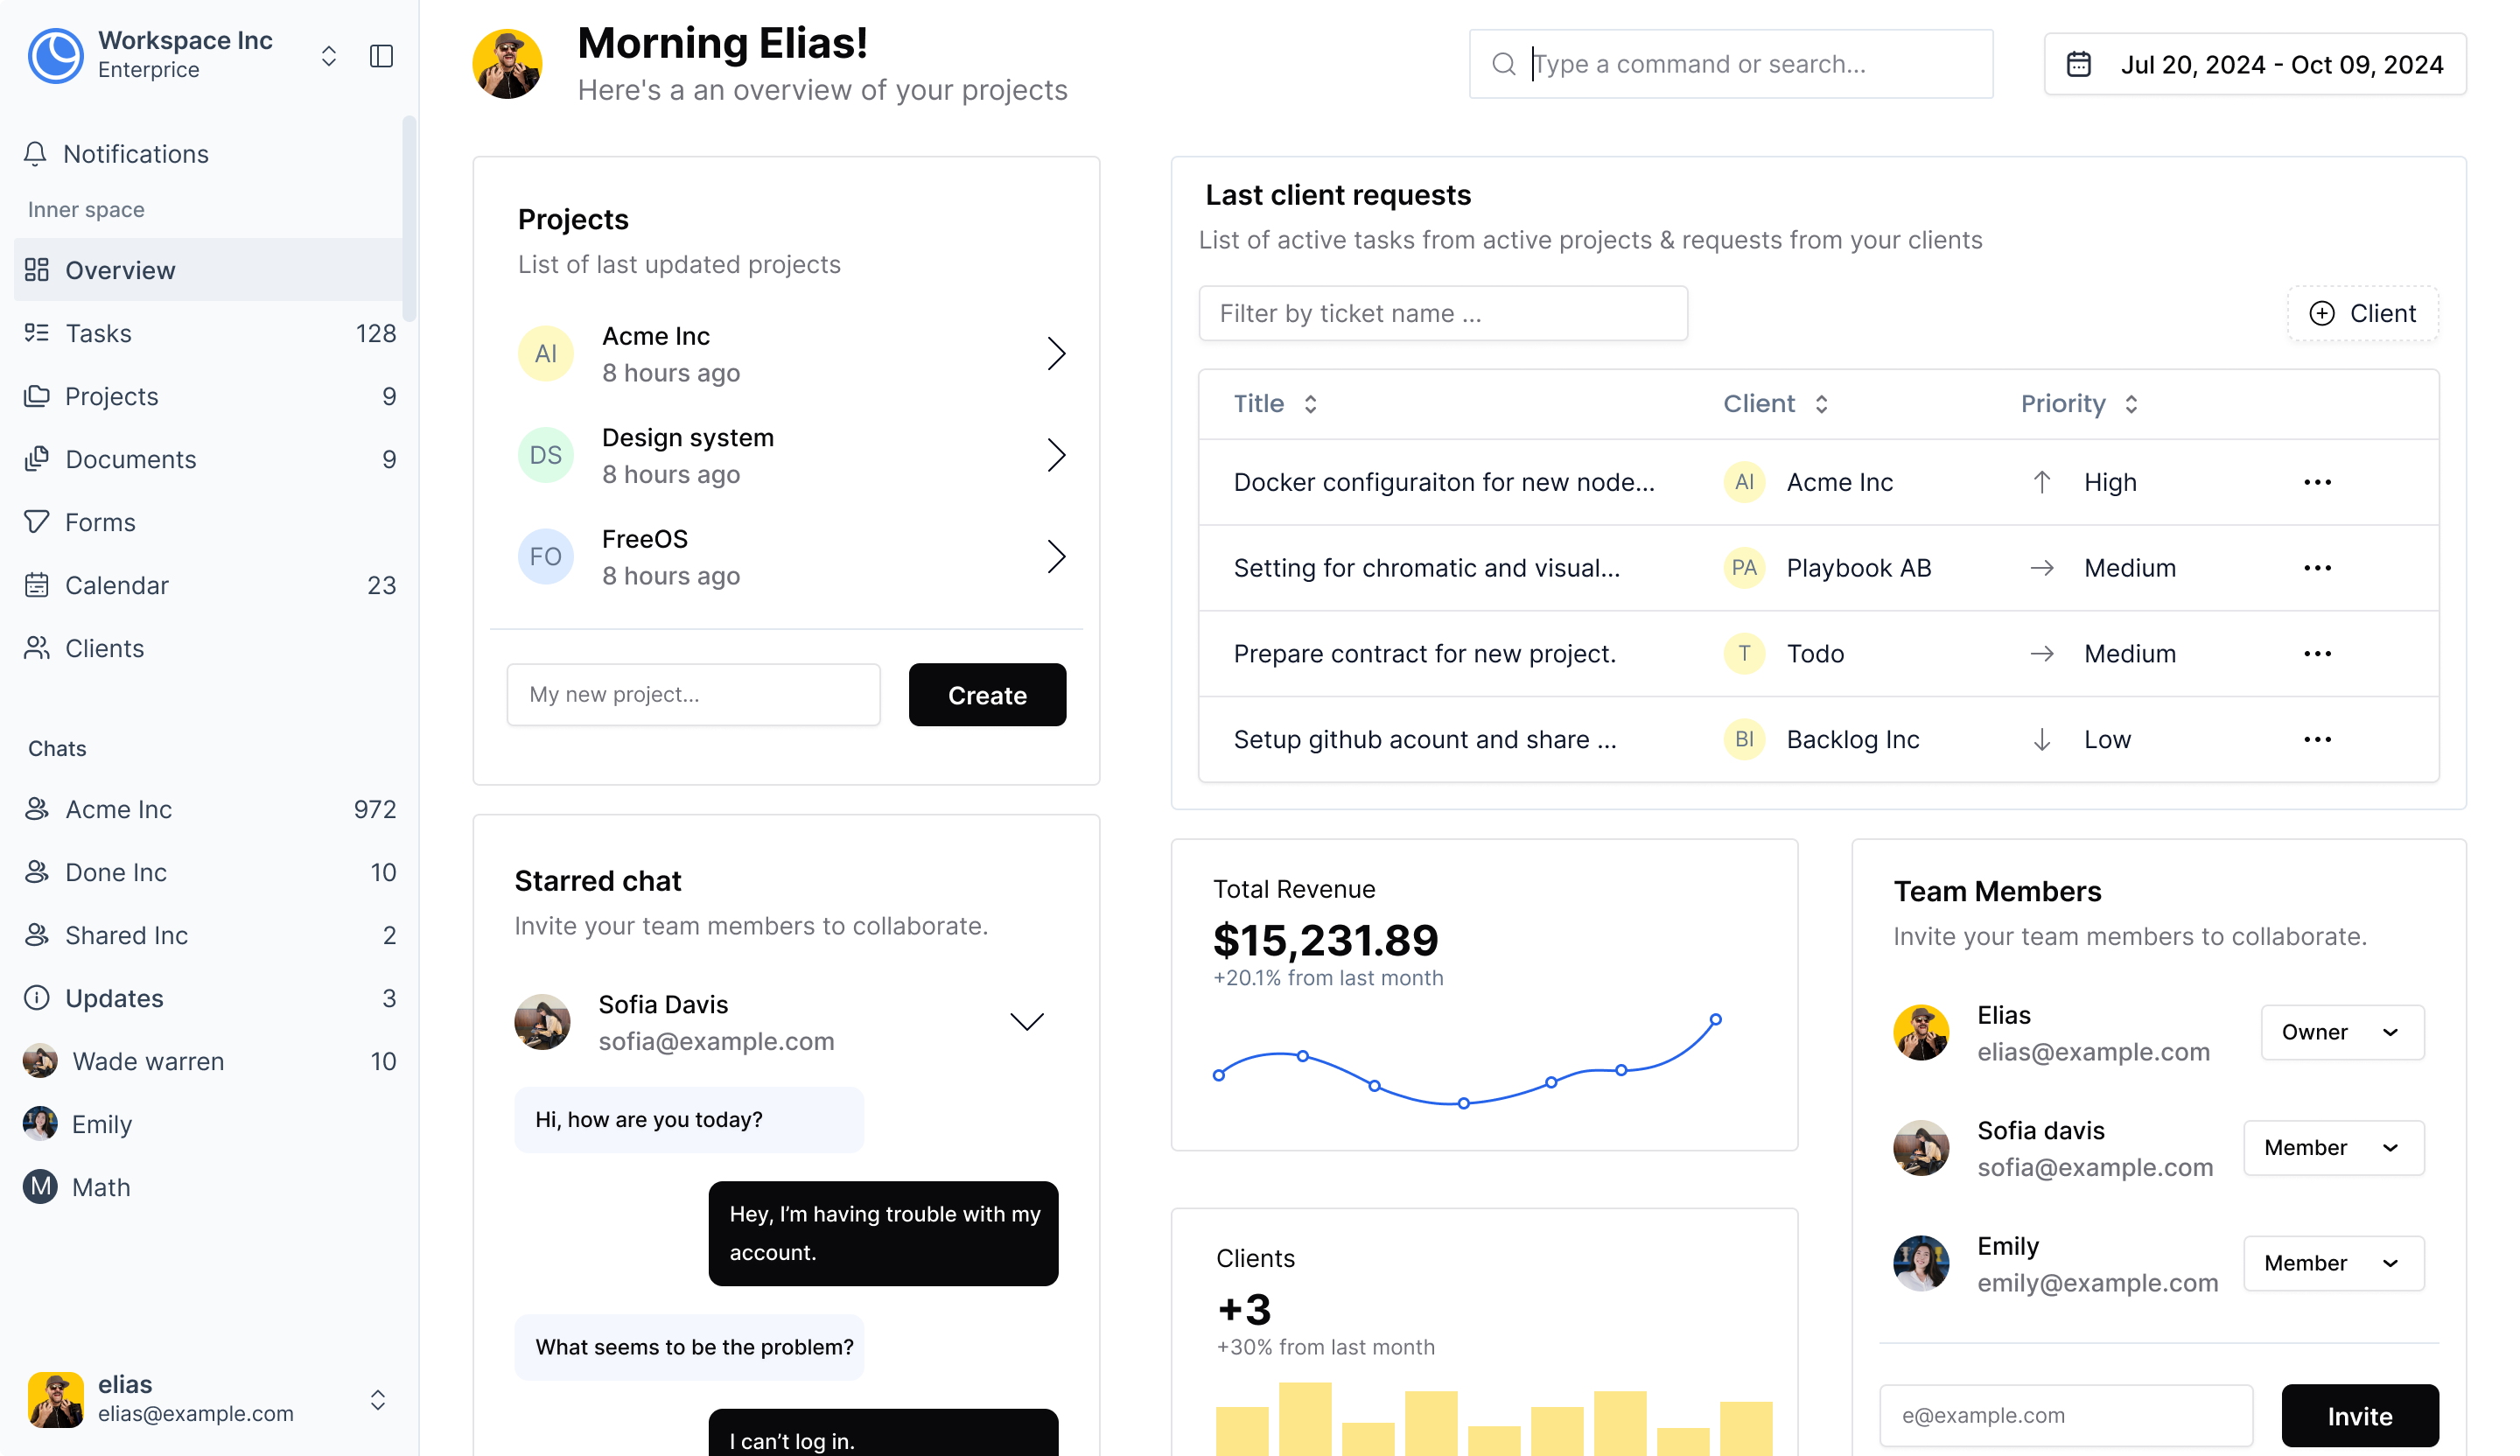 Workspace Inc
Enterprice
Notifications
Inner space
Overview
Tasks 128
Projects 9
Documents 9
Forms
Calendar 23
Clients
Chats
Acme Inc 972
Done Inc 10
Shared Inc 2
Updates 3
Wade warren 10
Emily
M Math
elias
elias@example.com
Morning Elias!
Here's a an overview of your projects
Type a command or search...
Jul 20, 2024 - Oct 09, 2024
Projects
List of last updated projects
AI
Acme Inc
8 hours ago
DS
Design system
8 hours ago
FO
FreeOS
8 hours ago
My new project...
Create
Last client requests
List of active tasks from active projects & requests from your clients
Filter by ticket name ...
Client
Title Client Priority
Docker configuraiton for new node... AI Acme Inc High
Setting for chromatic and visual... PA Playbook AB Medium
Prepare contract for new project. T Todo Medium
Setup github acount and share ... BI Backlog Inc Low
Starred chat
Invite your team members to collaborate.
Sofia Davis
sofia@example.com
Hi, how are you today?
Hey, I’m having trouble with my
account.
What seems to be the problem?
I can’t log in.
Total Revenue
$15,231.89
+20.1% from last month
Clients
+3
+30% from last month
Team Members
Invite your team members to collaborate.
Elias
elias@example.com
Owner
Sofia davis
sofia@example.com
Member
Emily
emily@example.com
Member
e@example.com
Invite